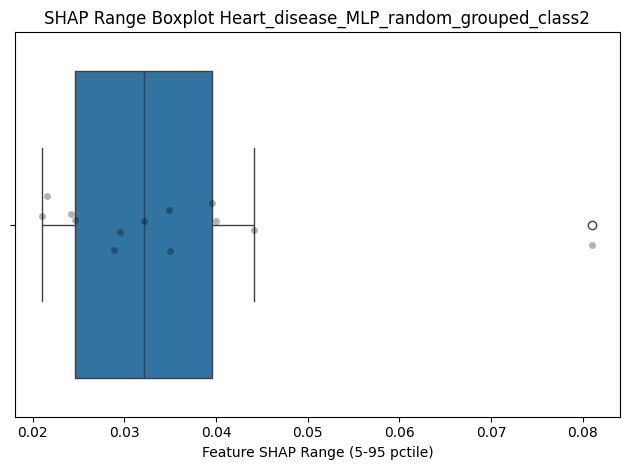 SHAP Range Boxplot Heart_disease_MLP_random_grouped_class2
0.02 0.03 0.04 0.05 0.06 0.07 0.08
Feature SHAP Range (5-95 pctile)